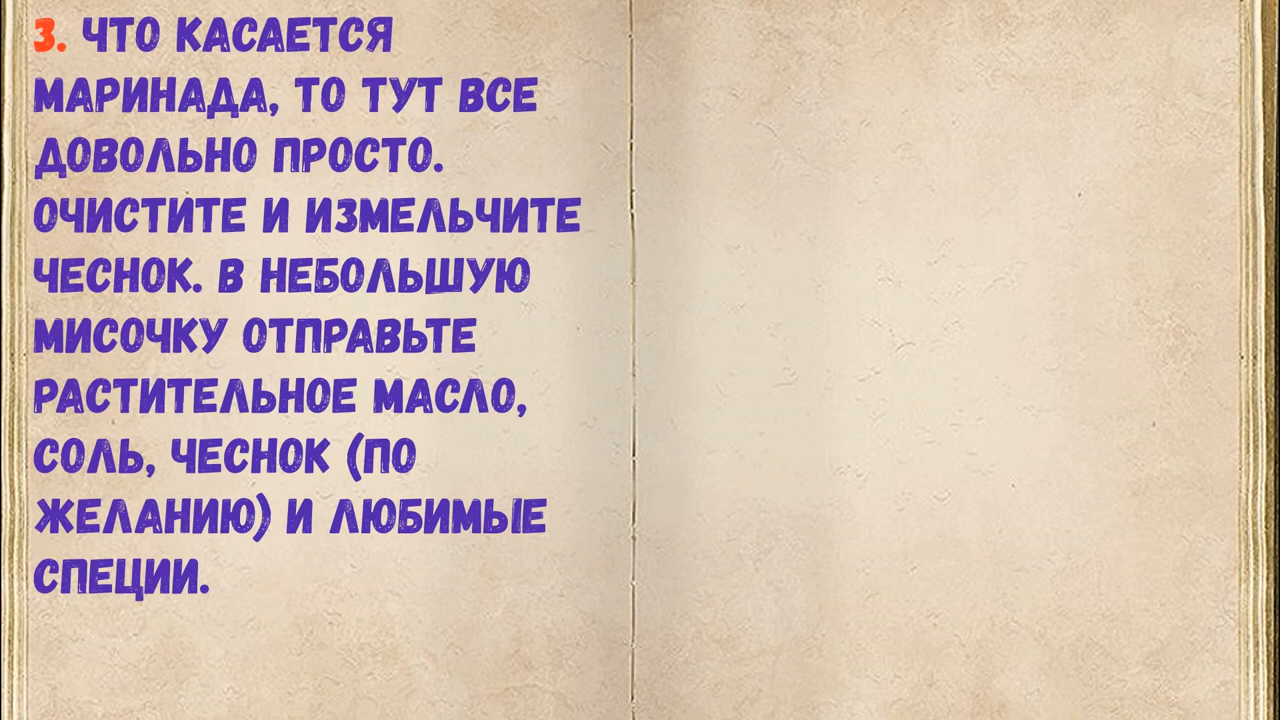 3. ЧТО КАСАЕТСЯ
МАРИНАДА, ТО ТУТ ВСЕ
ДОВОЛЬНО ПРОСТО.
ОЧИСТИТЕ И ИЗМЕЛЬЧИТЕ
ЧЕСНОК. В НЕБОЛЬШУЮ
МИСОЧКУ ОТПРАВЬТЕ
РАСТИТЕЛЬНОЕ МАСЛО,
СОЛЬ, ЧЕСНОК (ПО
ЖЕЛАНИЮ) И ЛЮБИМЫЕ
СПЕЦИИ.